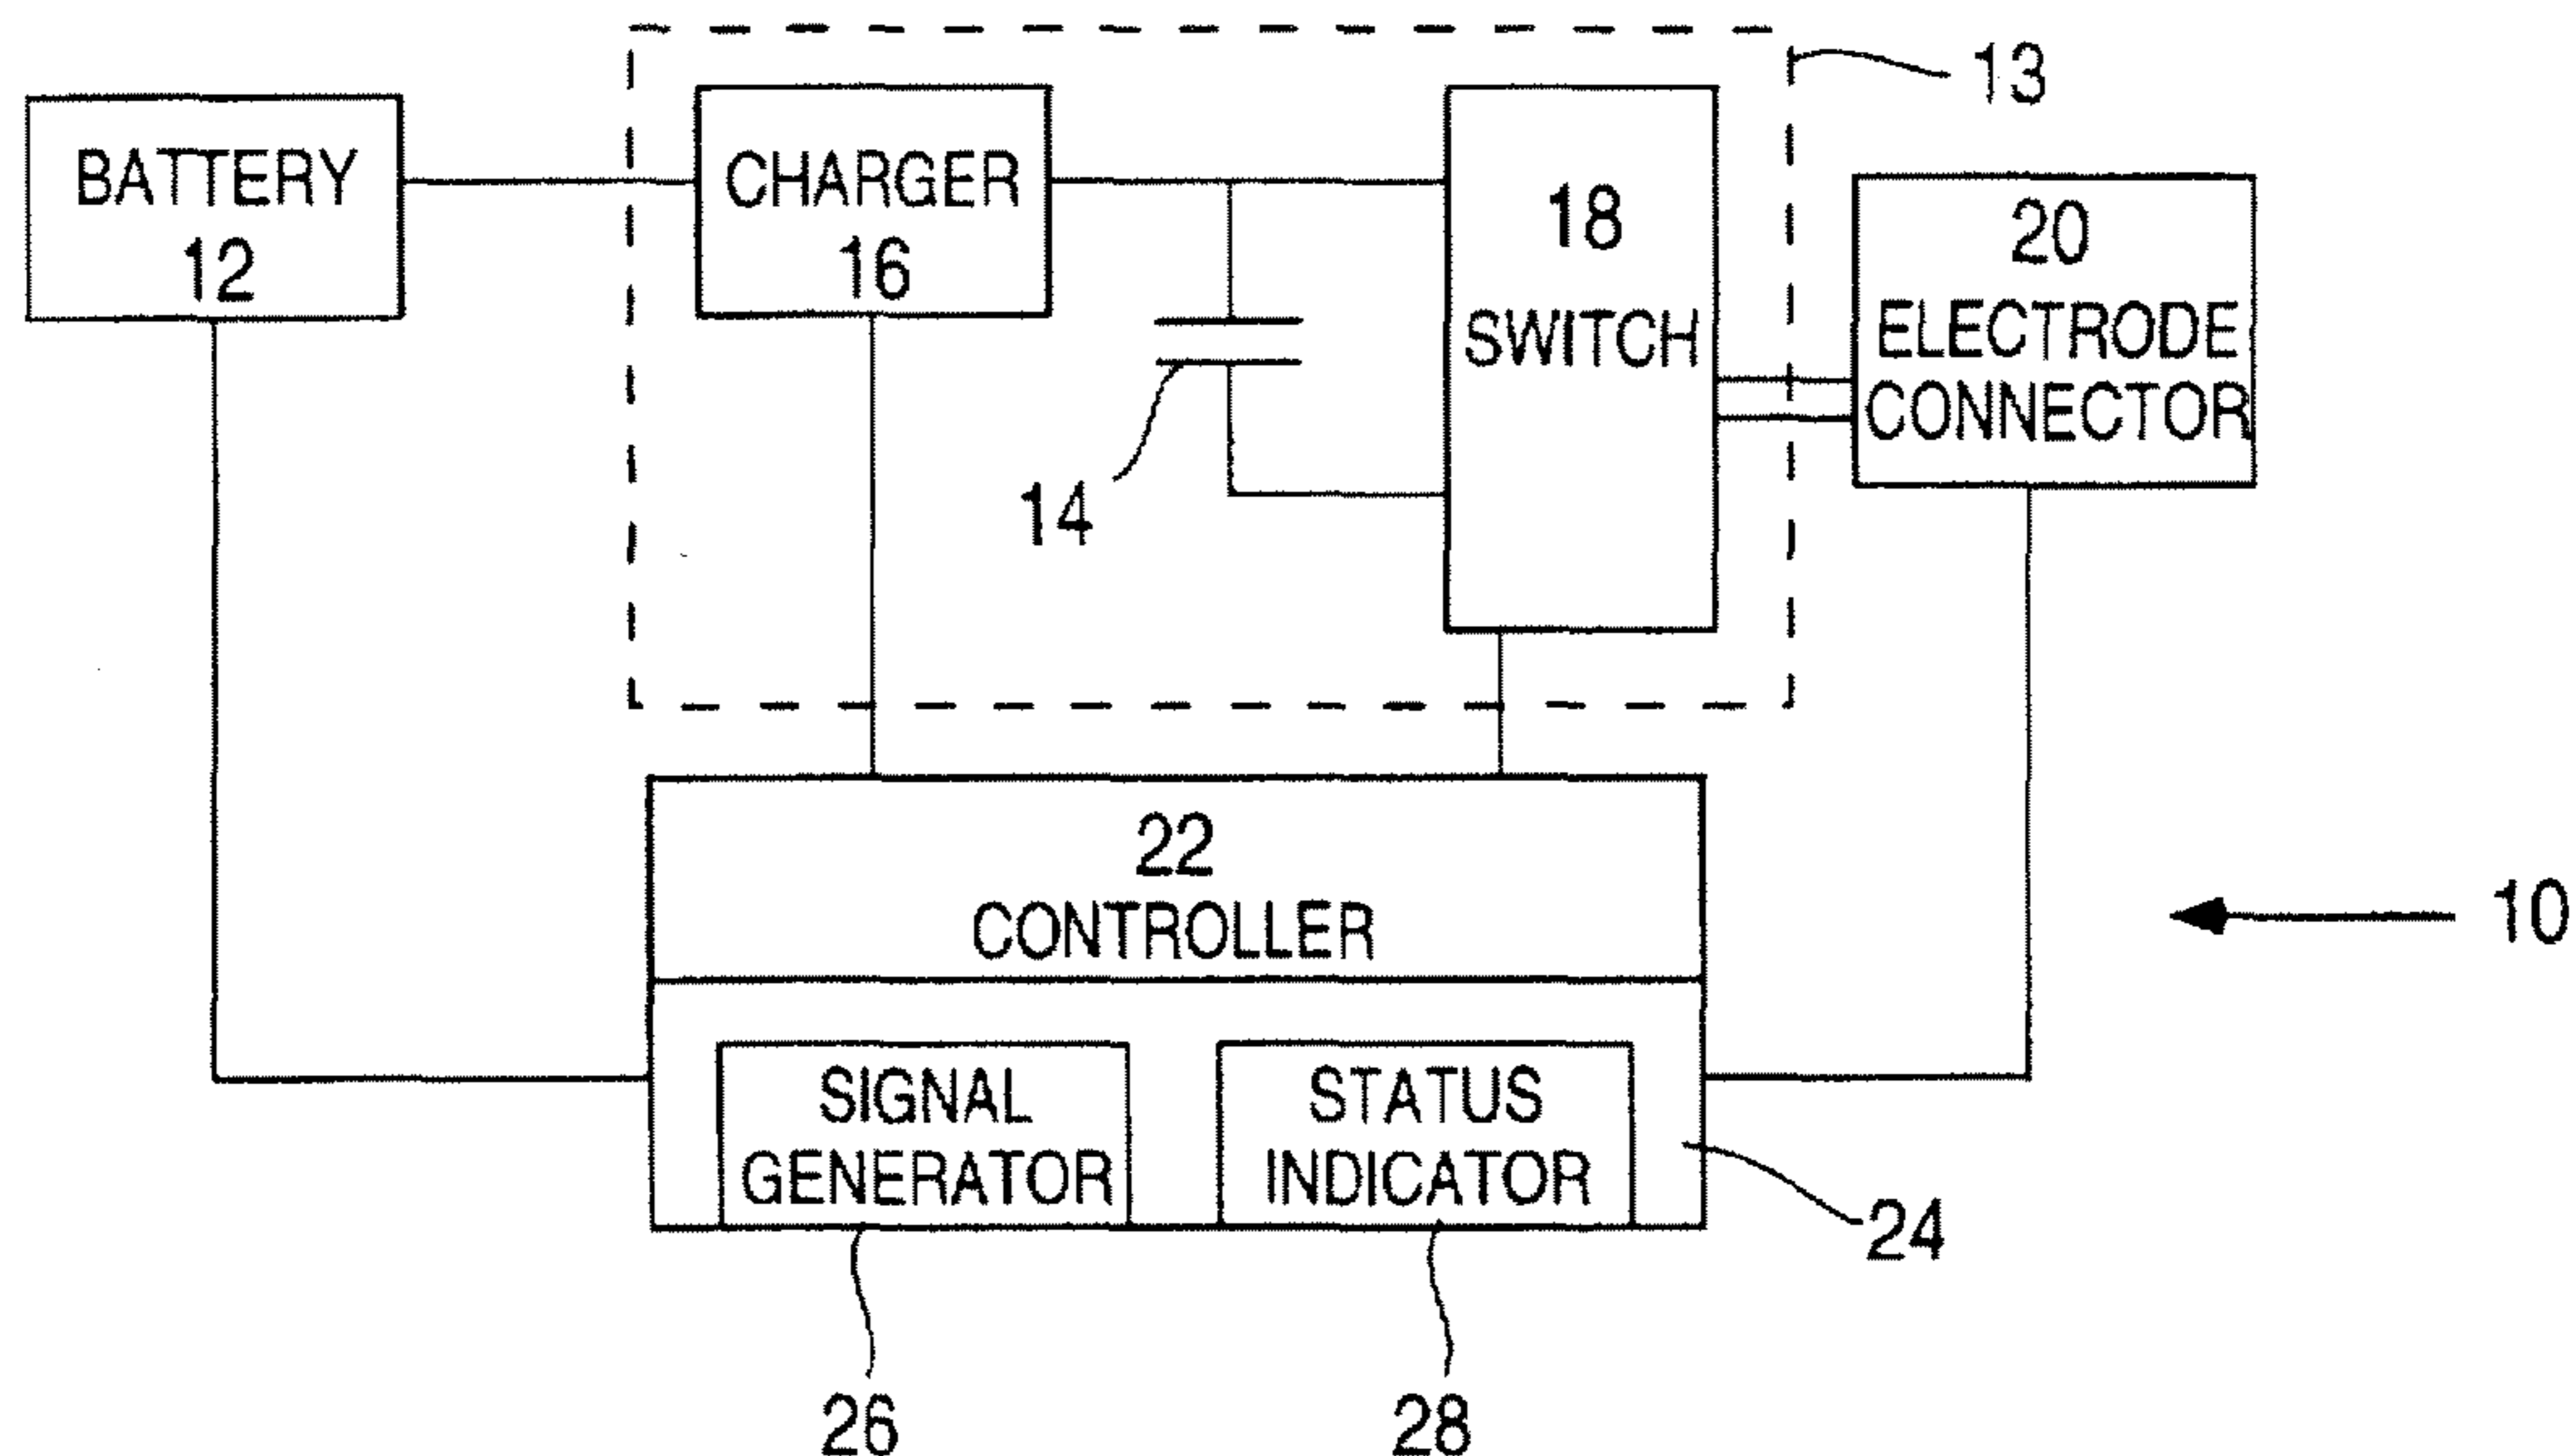 13
BATTERY
12
CHARGER
16
18
SWITCH
20
ELECTRODE
CONNECTOR
14
22
CONTROLLER
10
SIGNAL
GENERATOR
STATUS
INDICATOR
24
26
28